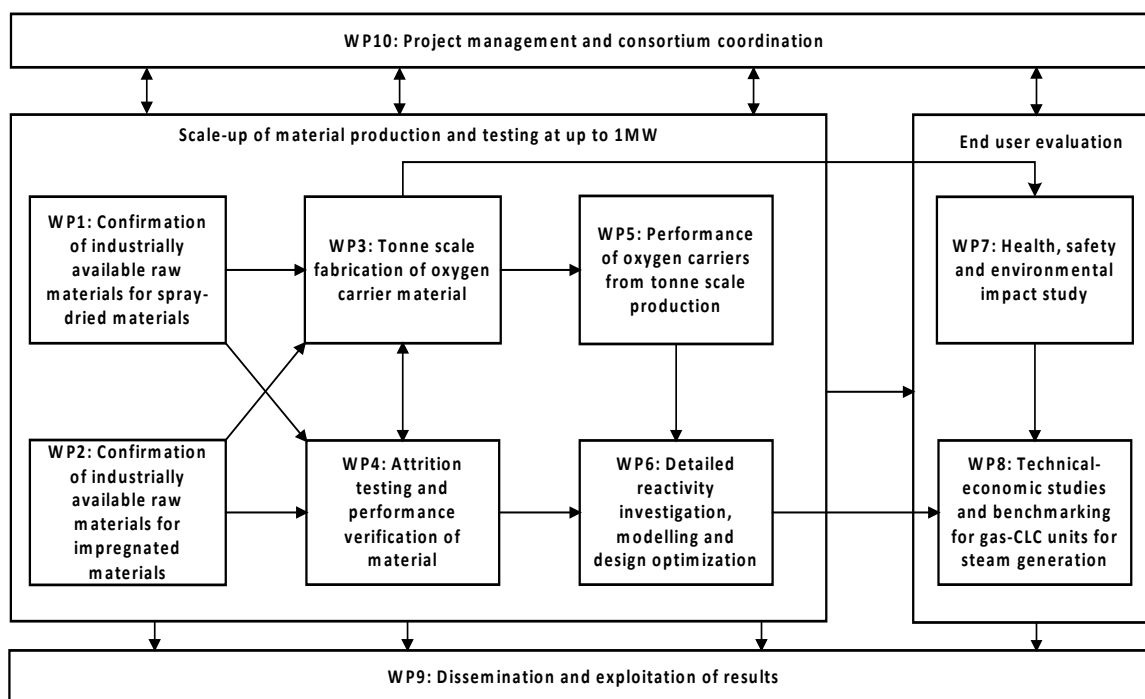 WP10: Project management and consortium coordination
Scale-up of material production and testing at up to 1MW
End user evaluation
WP1: Confirmation
of industrially
available raw
materials for spray-
dried materials
WP3: Tonne scale
fabrication of oxygen
carrier material
WP5: Performance
of oxygen carriers
from tonne scale
production
WP7: Health, safety
and environmental
impact study
WP2: Confirmation
of industrially
available raw
materials for
impregnated
materials
WP4: Attrition
testing and
performance
verification of
material
WP6: Detailed
reactivity
investigation,
modelling and
design optimization
WP8: Technical-
economic studies
and benchmarking
for gas-CLC units for
steam generation
WP9: Dissemination and exploitation of results